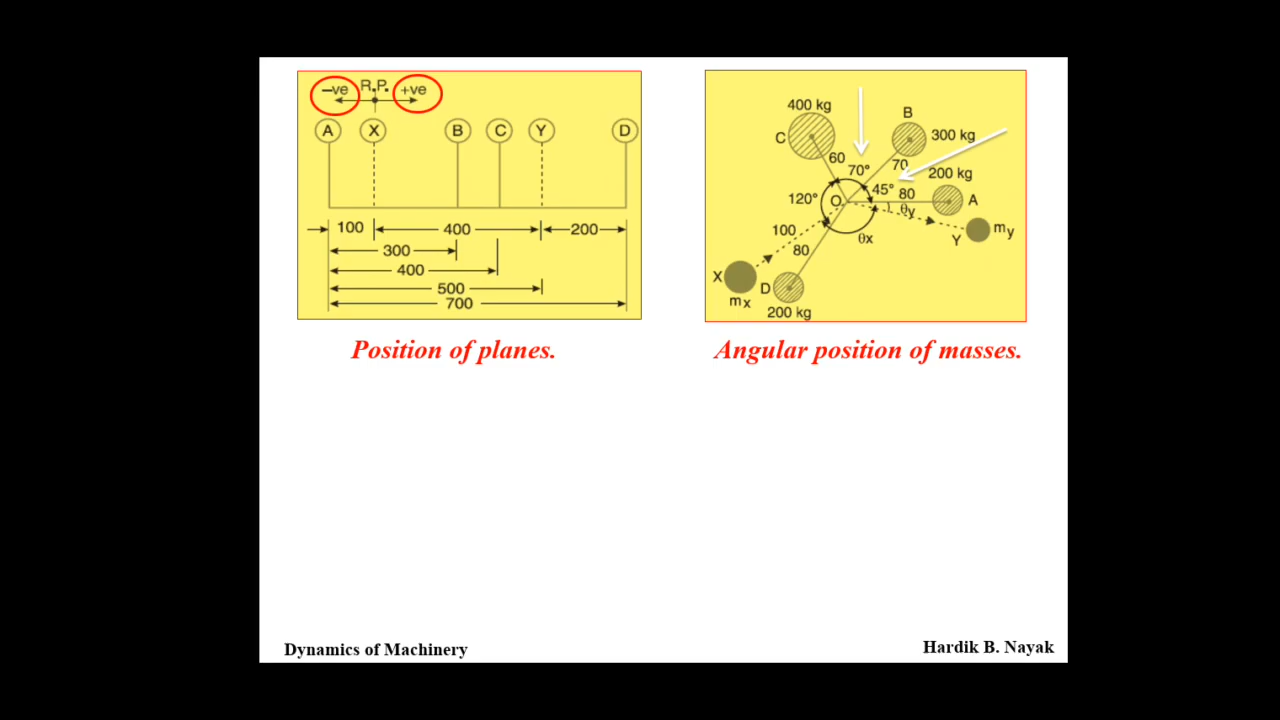 –ve R.P. +ve
A X B C Y D
100 400 200
300
400
500
700
Position of planes.
400 kg
B
C 300 kg
60 70° 70 200 kg
120° O 45° 80 A
θy my
100 θx Y
80
X D
mx
200 kg
Angular position of masses.
Dynamics of Machinery
Hardik B. Nayak